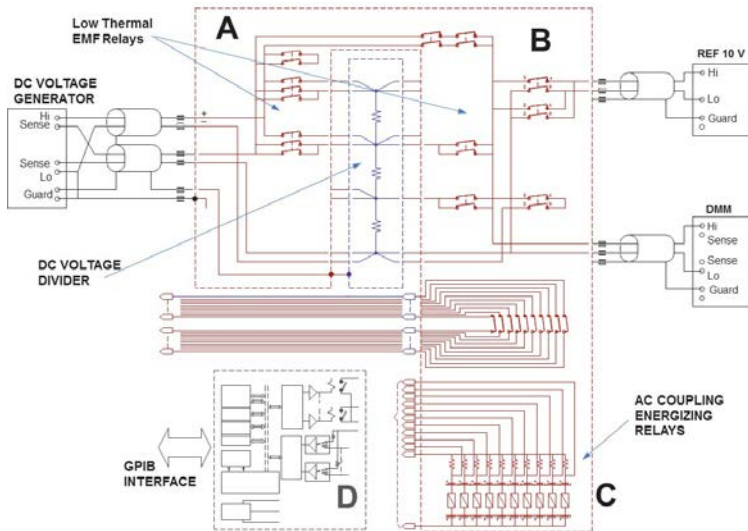 Low Thermal
EMF Relays
A
B
REF 10 V
Hi
Lo
Guard
DC VOLTAGE
GENERATOR
Hi
Sense
Sense
Lo
Guard
+
−
DMM
Hi
Sense
Sense
Lo
Guard
DC VOLTAGE
DIVIDER
AC COUPLING
ENERGIZING
RELAYS
GPIB
INTERFACE
D
C